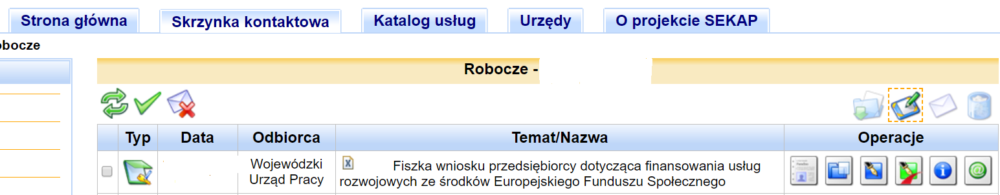 Strona główna Skrzynka kontaktowa Katalog usług Urzędy O projekcie SEKAP
obocze
Robocze -
Typ Data Odbiorca Temat/Nazwa Operacje
Wojewódzki
Urząd Pracy
Fiszka wniosku przedsiębiorcy dotycząca finansowania usług
rozwojowych ze środków Europejskiego Funduszu Społecznego